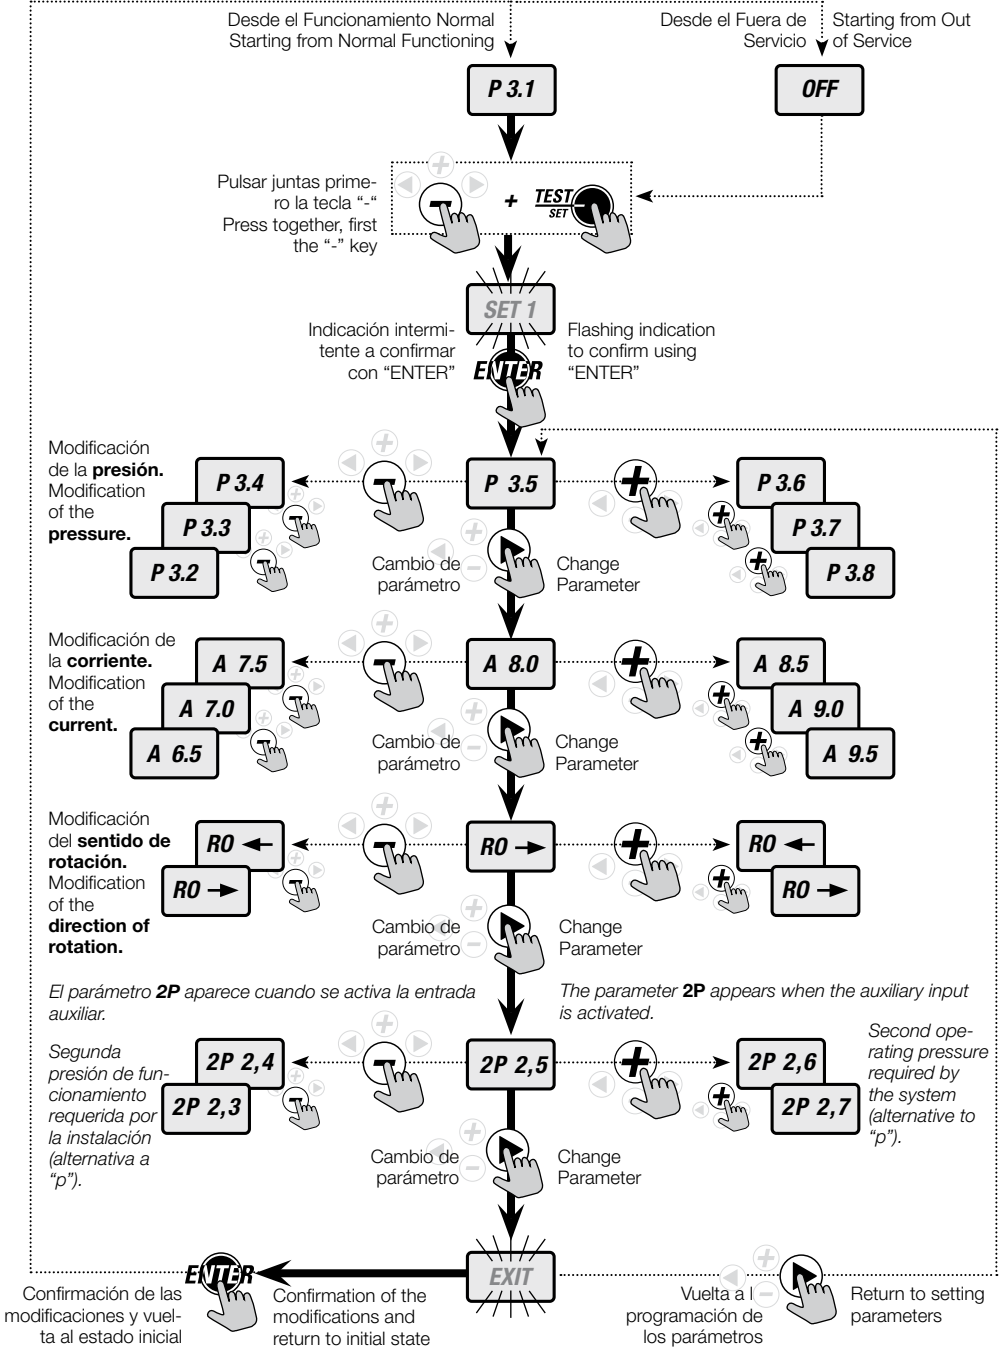 Desde el Funcionamiento Normal
Starting from Normal Functioning
Desde el Fuera de
Servicio
Starting from Out
of Service
P 3.1
OFF
Pulsar juntas prime-
ro la tecla “-“
Press together, first
the “-” key
+
-
+
TEST
SET
SET 1
Indicación intermi-
tente a confirmar
con “ENTER”
ENTER
Flashing indication
to confirm using
“ENTER”
Modificación
de la presión.
Modification
of the
pressure.
P 3.4
P 3.3
P 3.2
P 3.5
P 3.6
P 3.7
P 3.8
Cambio de
parámetro
Change
Parameter
Modificación de
la corriente.
Modification
of the
current.
A 7.5
A 7.0
A 6.5
A 8.0
A 8.5
A 9.0
A 9.5
Cambio de
parámetro
Change
Parameter
Modificación
del sentido de
rotación.
Modification
of the
direction of
rotation.
RO ←
RO →
RO →
RO ←
RO →
Cambio de
parámetro
Change
Parameter
El parámetro 2P aparece cuando se activa la entrada
auxiliar.
The parameter 2P appears when the auxiliary input
is activated.
Segunda
presión de fun-
cionamiento
requerida por
la instalación
(alternativa a
“p”).
2P 2,4
2P 2,3
2P 2,5
2P 2,6
2P 2,7
Second ope-
rating pressure
required by
the system
(alternative to
“p”).
Cambio de
parámetro
Change
Parameter
EXIT
ENTER
Confirmación de las
modificaciones y vuel-
ta al estado inicial
Confirmation of the
modifications and
return to initial state
Vuelta a l
programación de
los parámetros
Return to setting
parameters